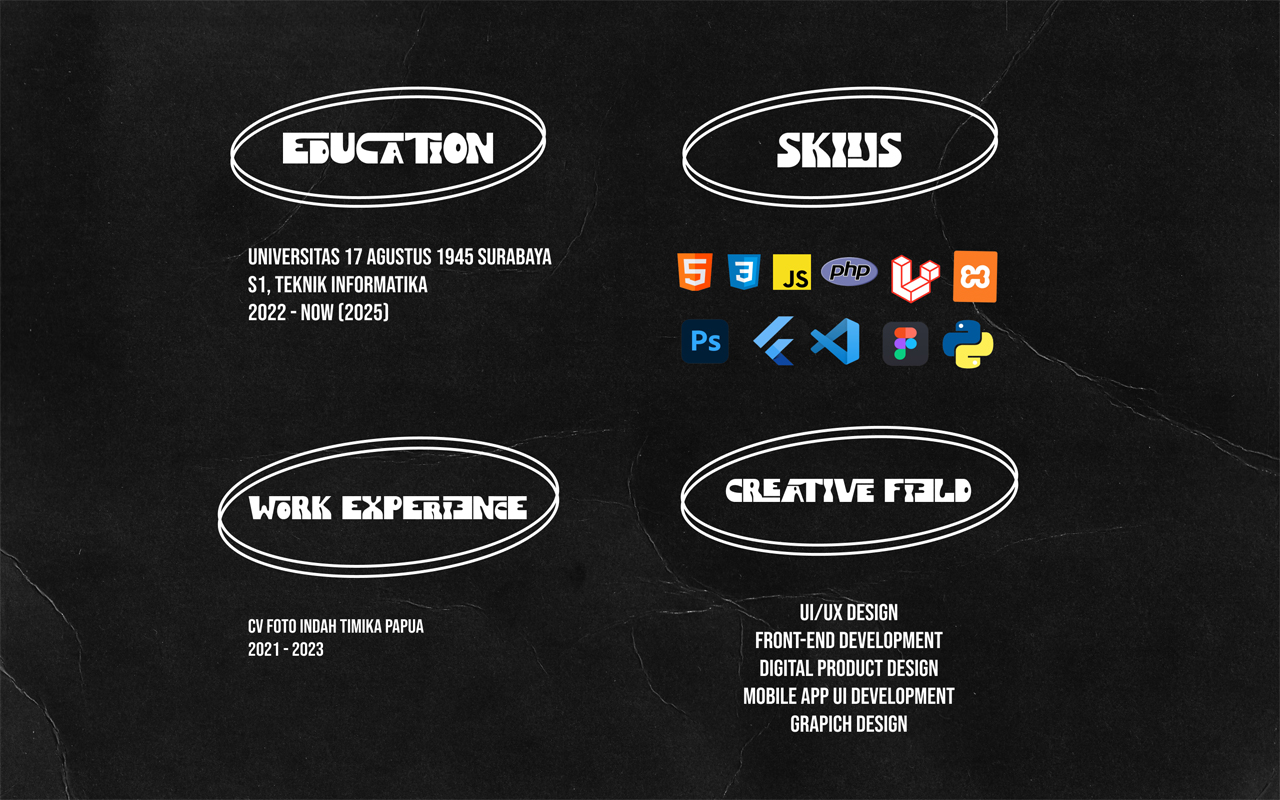 EDUCATION
UNIVERSITAS 17 AGUSTUS 1945 SURABAYA
S1, TEKNIK INFORMATIKA
2022 - NOW (2025)
SKILLS
5
3
JS
php
Ps
WORK EXPERIENCE
CV FOTO INDAH TIMIKA PAPUA
2021 - 2023
CREATIVE FIELD
UI/UX DESIGN
FRONT-END DEVELOPMENT
DIGITAL PRODUCT DESIGN
MOBILE APP UI DEVELOPMENT
GRAPICH DESIGN